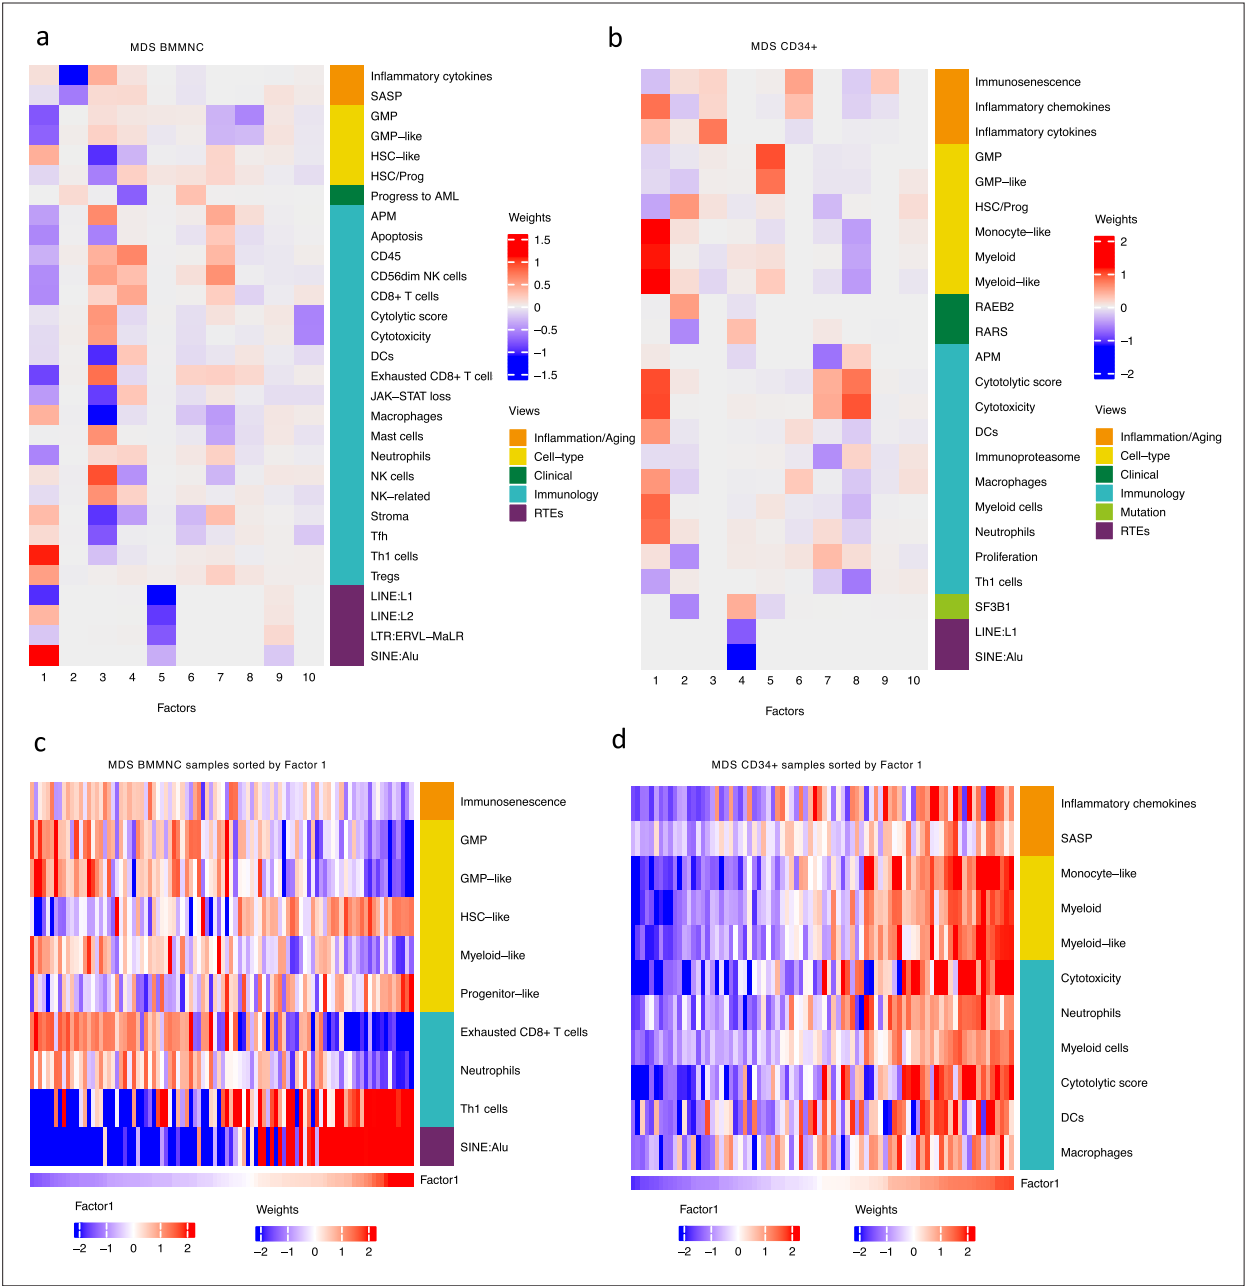 a
MDS BMMNC
Inflammatory cytokines
SASP
GMP
GMP–like
HSC–like
HSC/Prog
Progress to AML
APM
Apoptosis
CD45
CD56dim NK cells
CD8+ T cells
Cytolytic score
Cytotoxicity
DCs
Exhausted CD8+ T cell
JAK–STAT loss
Macrophages
Mast cells
Neutrophils
NK cells
NK–related
Stroma
Tfh
Th1 cells
Tregs
LINE:L1
LINE:L2
LTR:ERVL–MaLR
SINE:Alu
1 2 3 4 5 6 7 8 9 10
Factors
Weights
1.5
1
0.5
0
–0.5
–1
–1.5
Views
Inflammation/Aging
Cell–type
Clinical
Immunology
RTEs
b
MDS CD34+
Immunosenescence
Inflammatory chemokines
Inflammatory cytokines
GMP
GMP–like
HSC/Prog
Monocyte–like
Myeloid
Myeloid–like
RAEB2
RARS
APM
Cytotolytic score
Cytotoxicity
DCs
Immunoproteasome
Macrophages
Myeloid cells
Neutrophils
Proliferation
Th1 cells
SF3B1
LINE:L1
SINE:Alu
1 2 3 4 5 6 7 8 9 10
Factors
Weights
2
1
0
–1
–2
Views
Inflammation/Aging
Cell–type
Clinical
Immunology
Mutation
RTEs
c
MDS BMMNC samples sorted by Factor 1
Immunosenescence
GMP
GMP–like
HSC–like
Myeloid–like
Progenitor–like
Exhausted CD8+ T cells
Neutrophils
Th1 cells
SINE:Alu
Factor1
Factor1
–2 –1 0 1 2
Weights
–2 –1 0 1 2
d
MDS CD34+ samples sorted by Factor 1
Inflammatory chemokines
SASP
Monocyte–like
Myeloid
Myeloid–like
Cytotoxicity
Neutrophils
Myeloid cells
Cytotolytic score
DCs
Macrophages
Factor1
Factor1
–2 –1 0 1 2
Weights
–2 –1 0 1 2